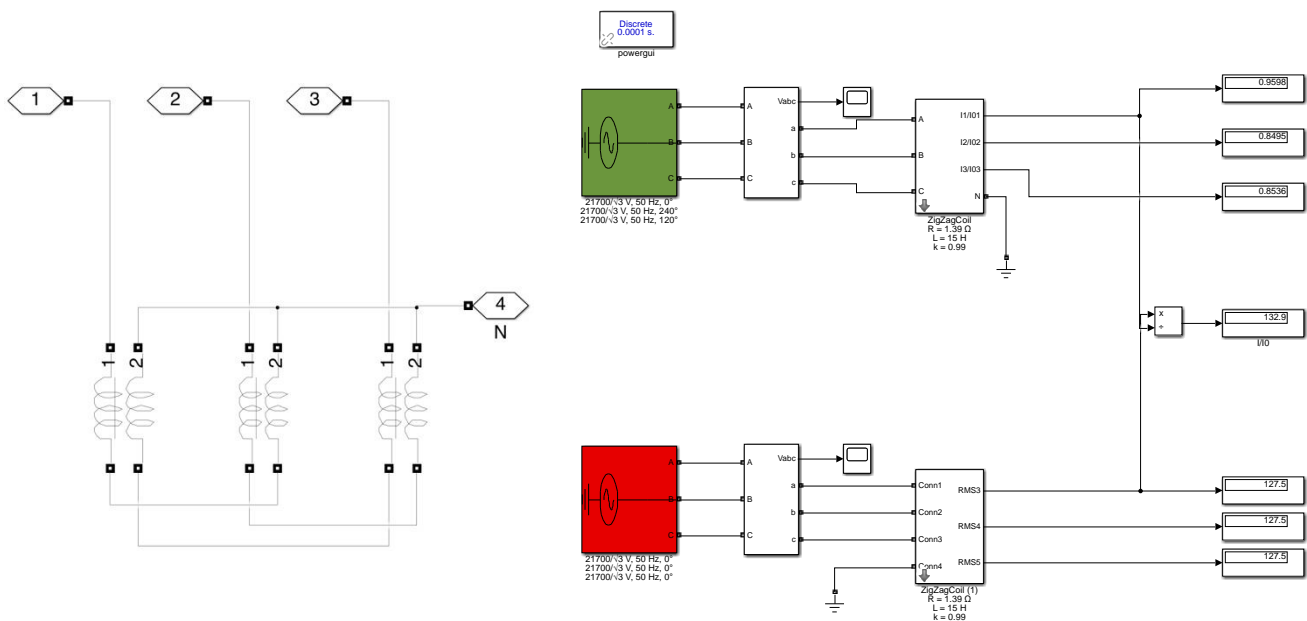 Discrete
0.0001 s.
powergui
1
2
3
4
N
1
2
1
2
1
2
A
B
C
21700/√3 V, 50 Hz, 0°
21700/√3 V, 50 Hz, 240°
21700/√3 V, 50 Hz, 120°
A
B
C
Vabc
a
b
c
A
B
C
I1/I01
I2/I02
I3/I03
N
ZigZagCoil
R = 1.39 Ω
L = 15 H
k = 0.99
0.9598
0.8495
0.8536
x
÷
132.9
I/I0
A
B
C
21700/√3 V, 50 Hz, 0°
21700/√3 V, 50 Hz, 0°
21700/√3 V, 50 Hz, 0°
A
B
C
Vabc
a
b
c
Conn1
Conn2
Conn3
Conn4
RMS3
RMS4
RMS5
ZigZagCoil (1)
R = 1.39 Ω
L = 15 H
k = 0.99
127.5
127.5
127.5